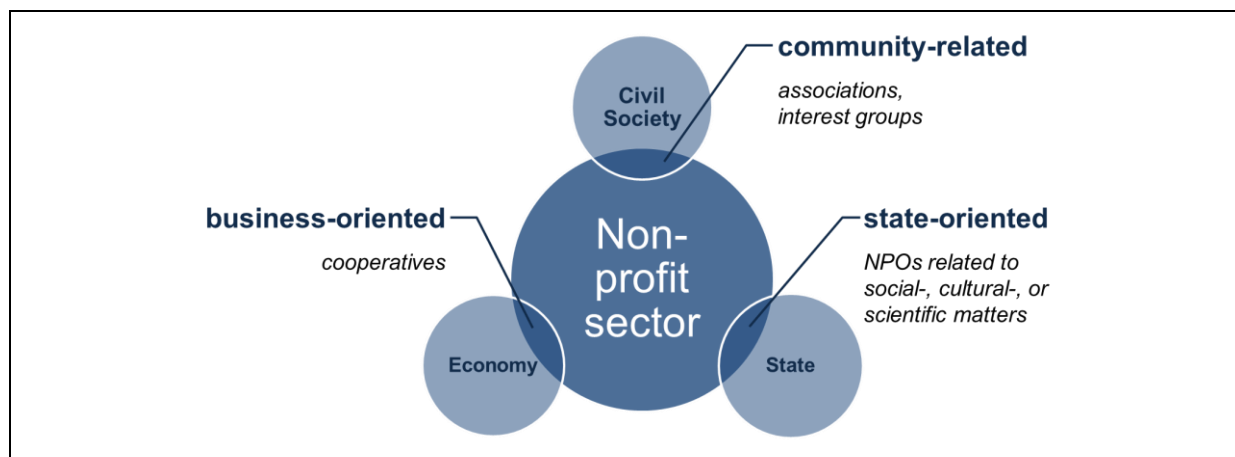 community-related
associations,
interest groups
Civil
Society
business-oriented
cooperatives
Non-
profit
sector
state-oriented
NPOs related to
social-, cultural-, or
scientific matters
Economy
State